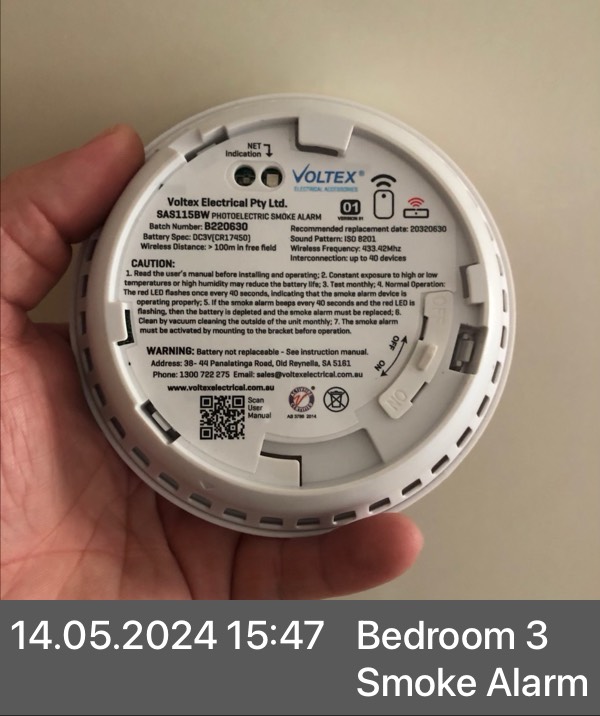 NET
Indication
VOLTEX®
ELECTRICAL ACCESSORIES
01
VERSION 01
Voltex Electrical Pty Ltd.
SAS115BW PHOTOELECTRIC SMOKE ALARM
Batch Number: B220630
Battery Spec: DC3V(CR17450)
Wireless Distance: > 100m in free field
Recommended replacement date: 20320630
Sound Pattern: ISO 8201
Wireless Frequency: 433.42Mhz
Interconnection: up to 40 devices
CAUTION:
1. Read the user's manual before installing and operating; 2. Constant exposure to high or low
temperatures or high humidity may reduce the battery life; 3. Test monthly; 4. Normal Operation:
The red LED flashes once every 40 seconds, indicating that the smoke alarm device is
operating properly; 5. If the smoke alarm beeps every 40 seconds and the red LED is
flashing, then the battery is depleted and the smoke alarm must be replaced; 6.
Clean by vacuum cleaning the outside of the unit monthly; 7. The smoke alarm
must be activated by mounting to the bracket before operation.
OFF
OFF
ON
ON
WARNING: Battery not replaceable - See instruction manual.
Address: 38- 44 Panalatinga Road, Old Reynella, SA 5161
Phone: 1300 722 275 Email: sales@voltexelectrical.com.au
www.voltexelectrical.com.au
Scan
User
Manual
AS 3786 2014
14.05.2024 15:47
Bedroom 3
Smoke Alarm